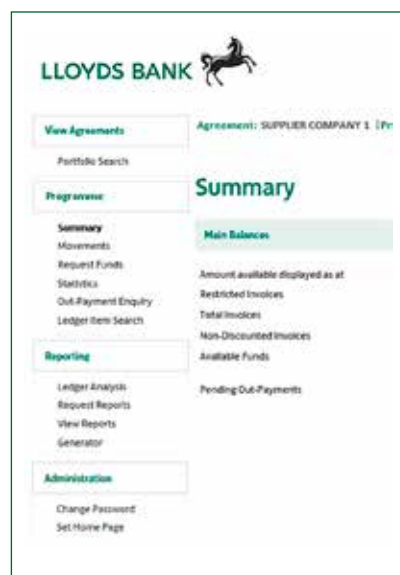 LLOYDS BANK
View Agreements
Portfolio Search
Programme
Summary
Movements
Request Funds
Statistics
Out-Payment Enquiry
Ledger Item Search
Reporting
Ledger Analysis
Request Reports
View Reports
Generator
Administration
Change Password
Set Home Page
Agreement: SUPPLIER COMPANY 1 |Pr
Summary
Main Balances
Amount available displayed as at
Restricted Invoices
Total Invoices
Non-Discounted Invoices
Available Funds
Pending Out-Payments